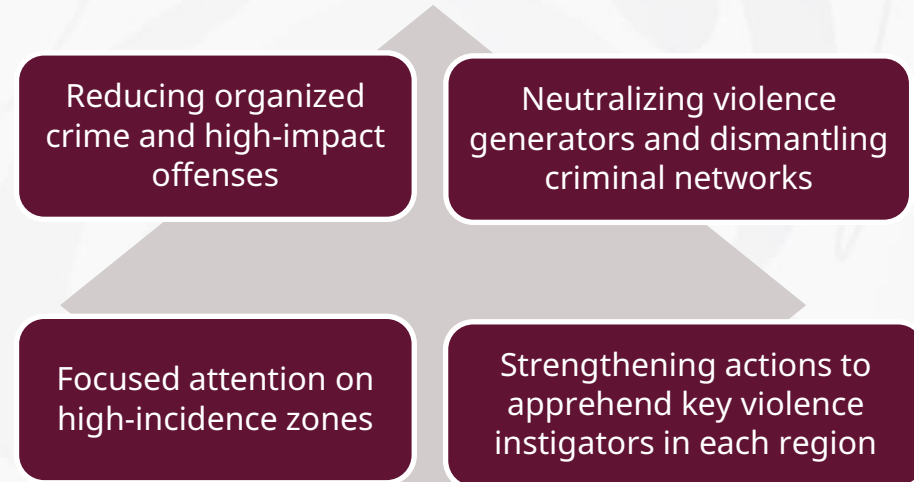 Reducing organized
crime and high-impact
offenses
Neutralizing violence
generators and dismantling
criminal networks
Focused attention on
high-incidence zones
Strengthening actions to
apprehend key violence
instigators in each region